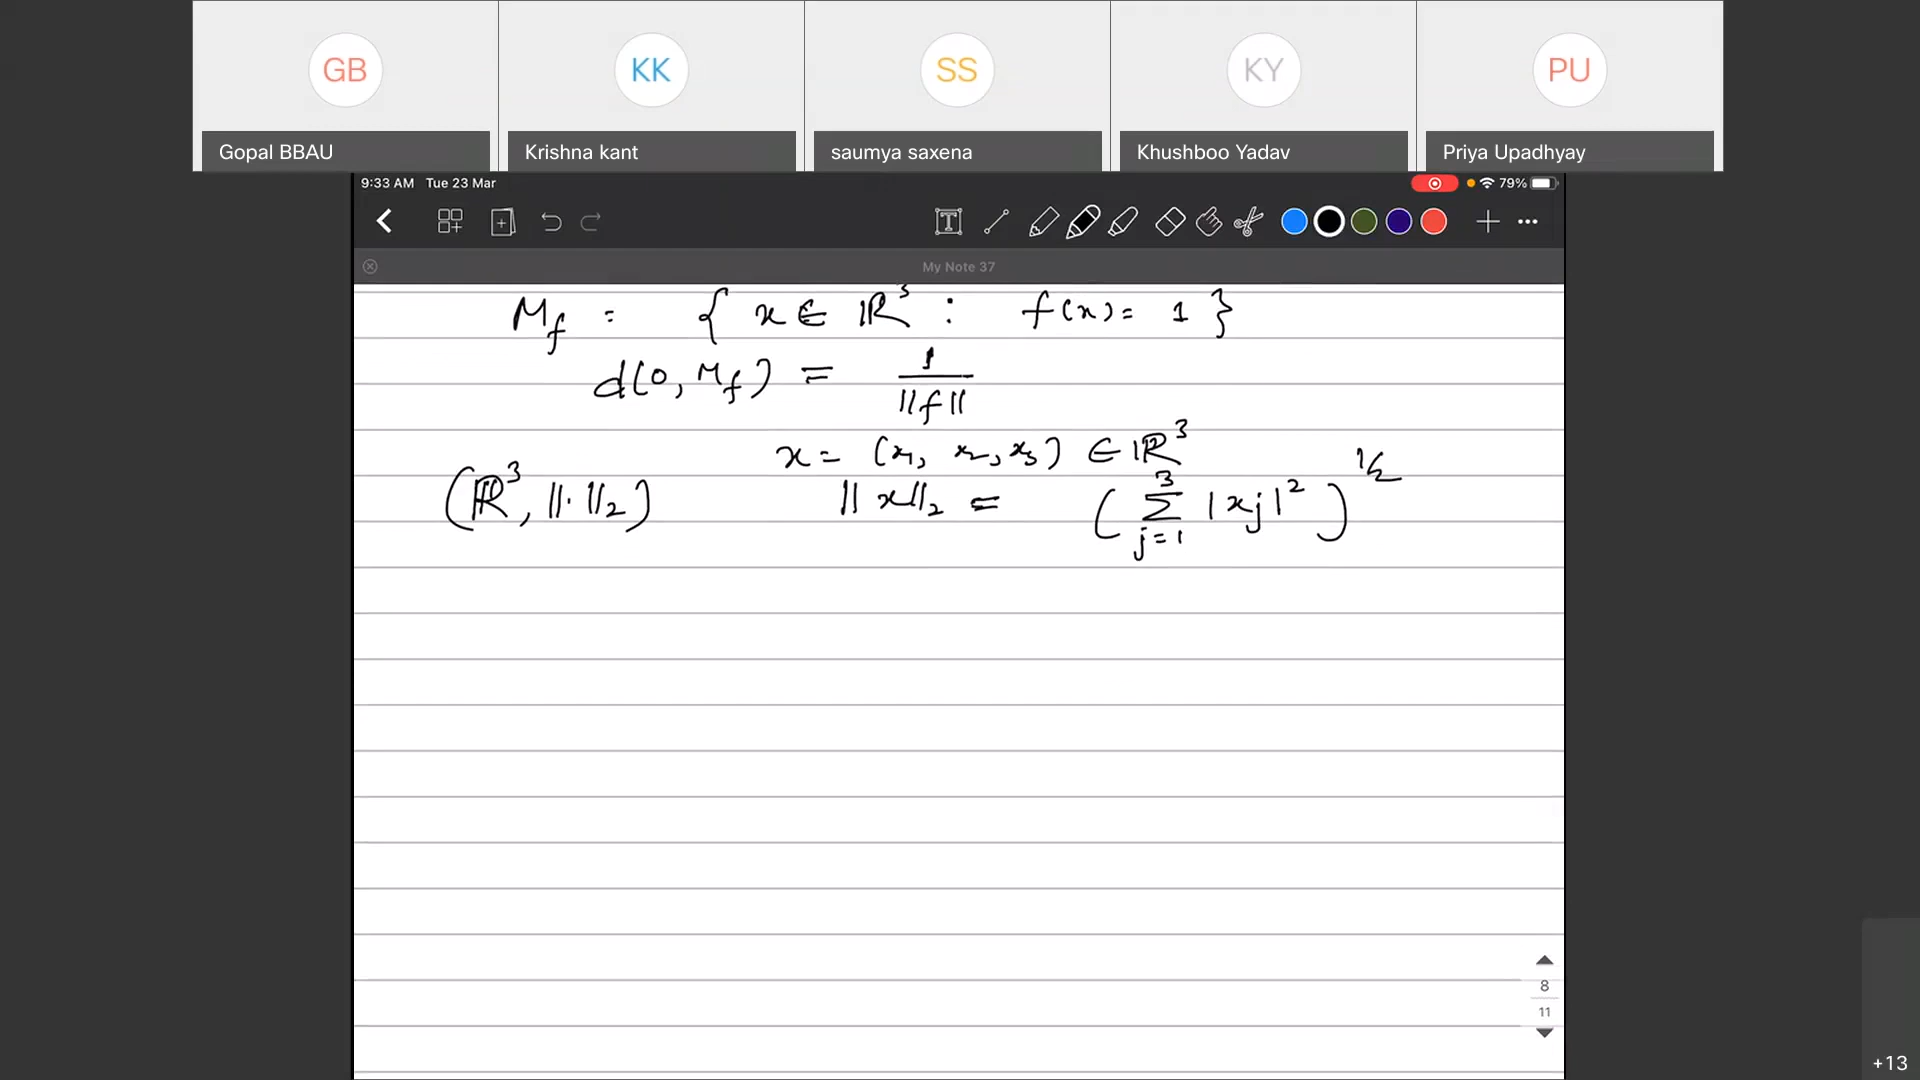 GB KK SS KY PU
Gopal BBAU Krishna kant saumya saxena Khushboo Yadav Priya Upadhyay
9:33 AM Tue 23 Mar 79%
My Note 37
M_f = { x ∈ ℝ³ : f(x) = 1 }
d(0, M_f) = 1/||f||
x = (x₁, x₂, x₃) ∈ ℝ³
(ℝ³, ||·||₂) ||x||₂ = ( Σ_{j=1}^{3} |xj|² )^{1/2}
8
11
+13